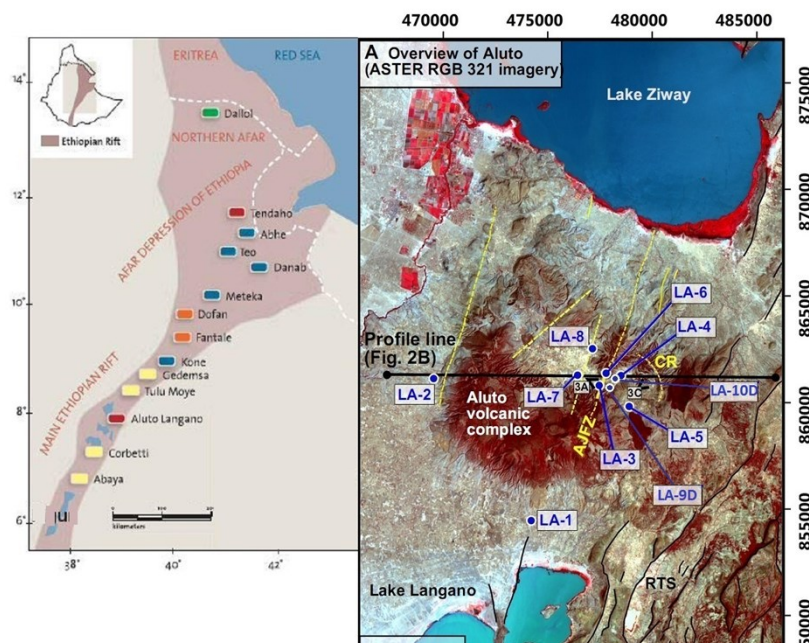 ERITREA
RED SEA
14°
Dallol
Ethiopian Rift
NORTHERN AFAR
12°
AFAR DEPRESSION OF ETHIOPIA
Tendaho
Abhe
Teo
Danab
10°
Meteka
Dofan
Fantale
Kone
Gedemsa
MAIN ETHIOPIAN RIFT
Tulu Moye
8°
Aluto Langano
Corbetti
Abaya
6°
kilometers
38°
40°
42°
470000
475000
480000
485000
A Overview of Aluto
(ASTER RGB 321 imagery)
Lake Ziway
875000
870000
865000
860000
855000
LA-6
LA-4
LA-8
Profile line
(Fig. 2B)
CR
LA-2
LA-7
3A
3C
LA-10D
Aluto
volcanic
complex
AJFZ
LA-5
LA-3
LA-9D
LA-1
RTS
Lake Langano